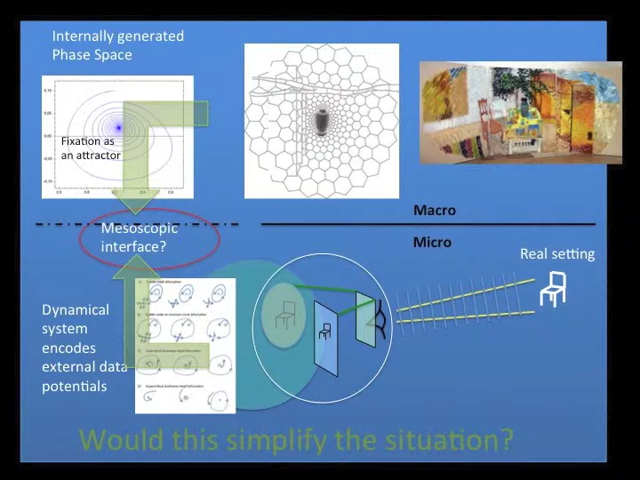 Internally generated
Phase Space
Fixation as
an attractor
Macro
Mesoscopic
interface?
Micro
Real setting
Dynamical
system
encodes
external data
potentials
Would this simplify the situation?